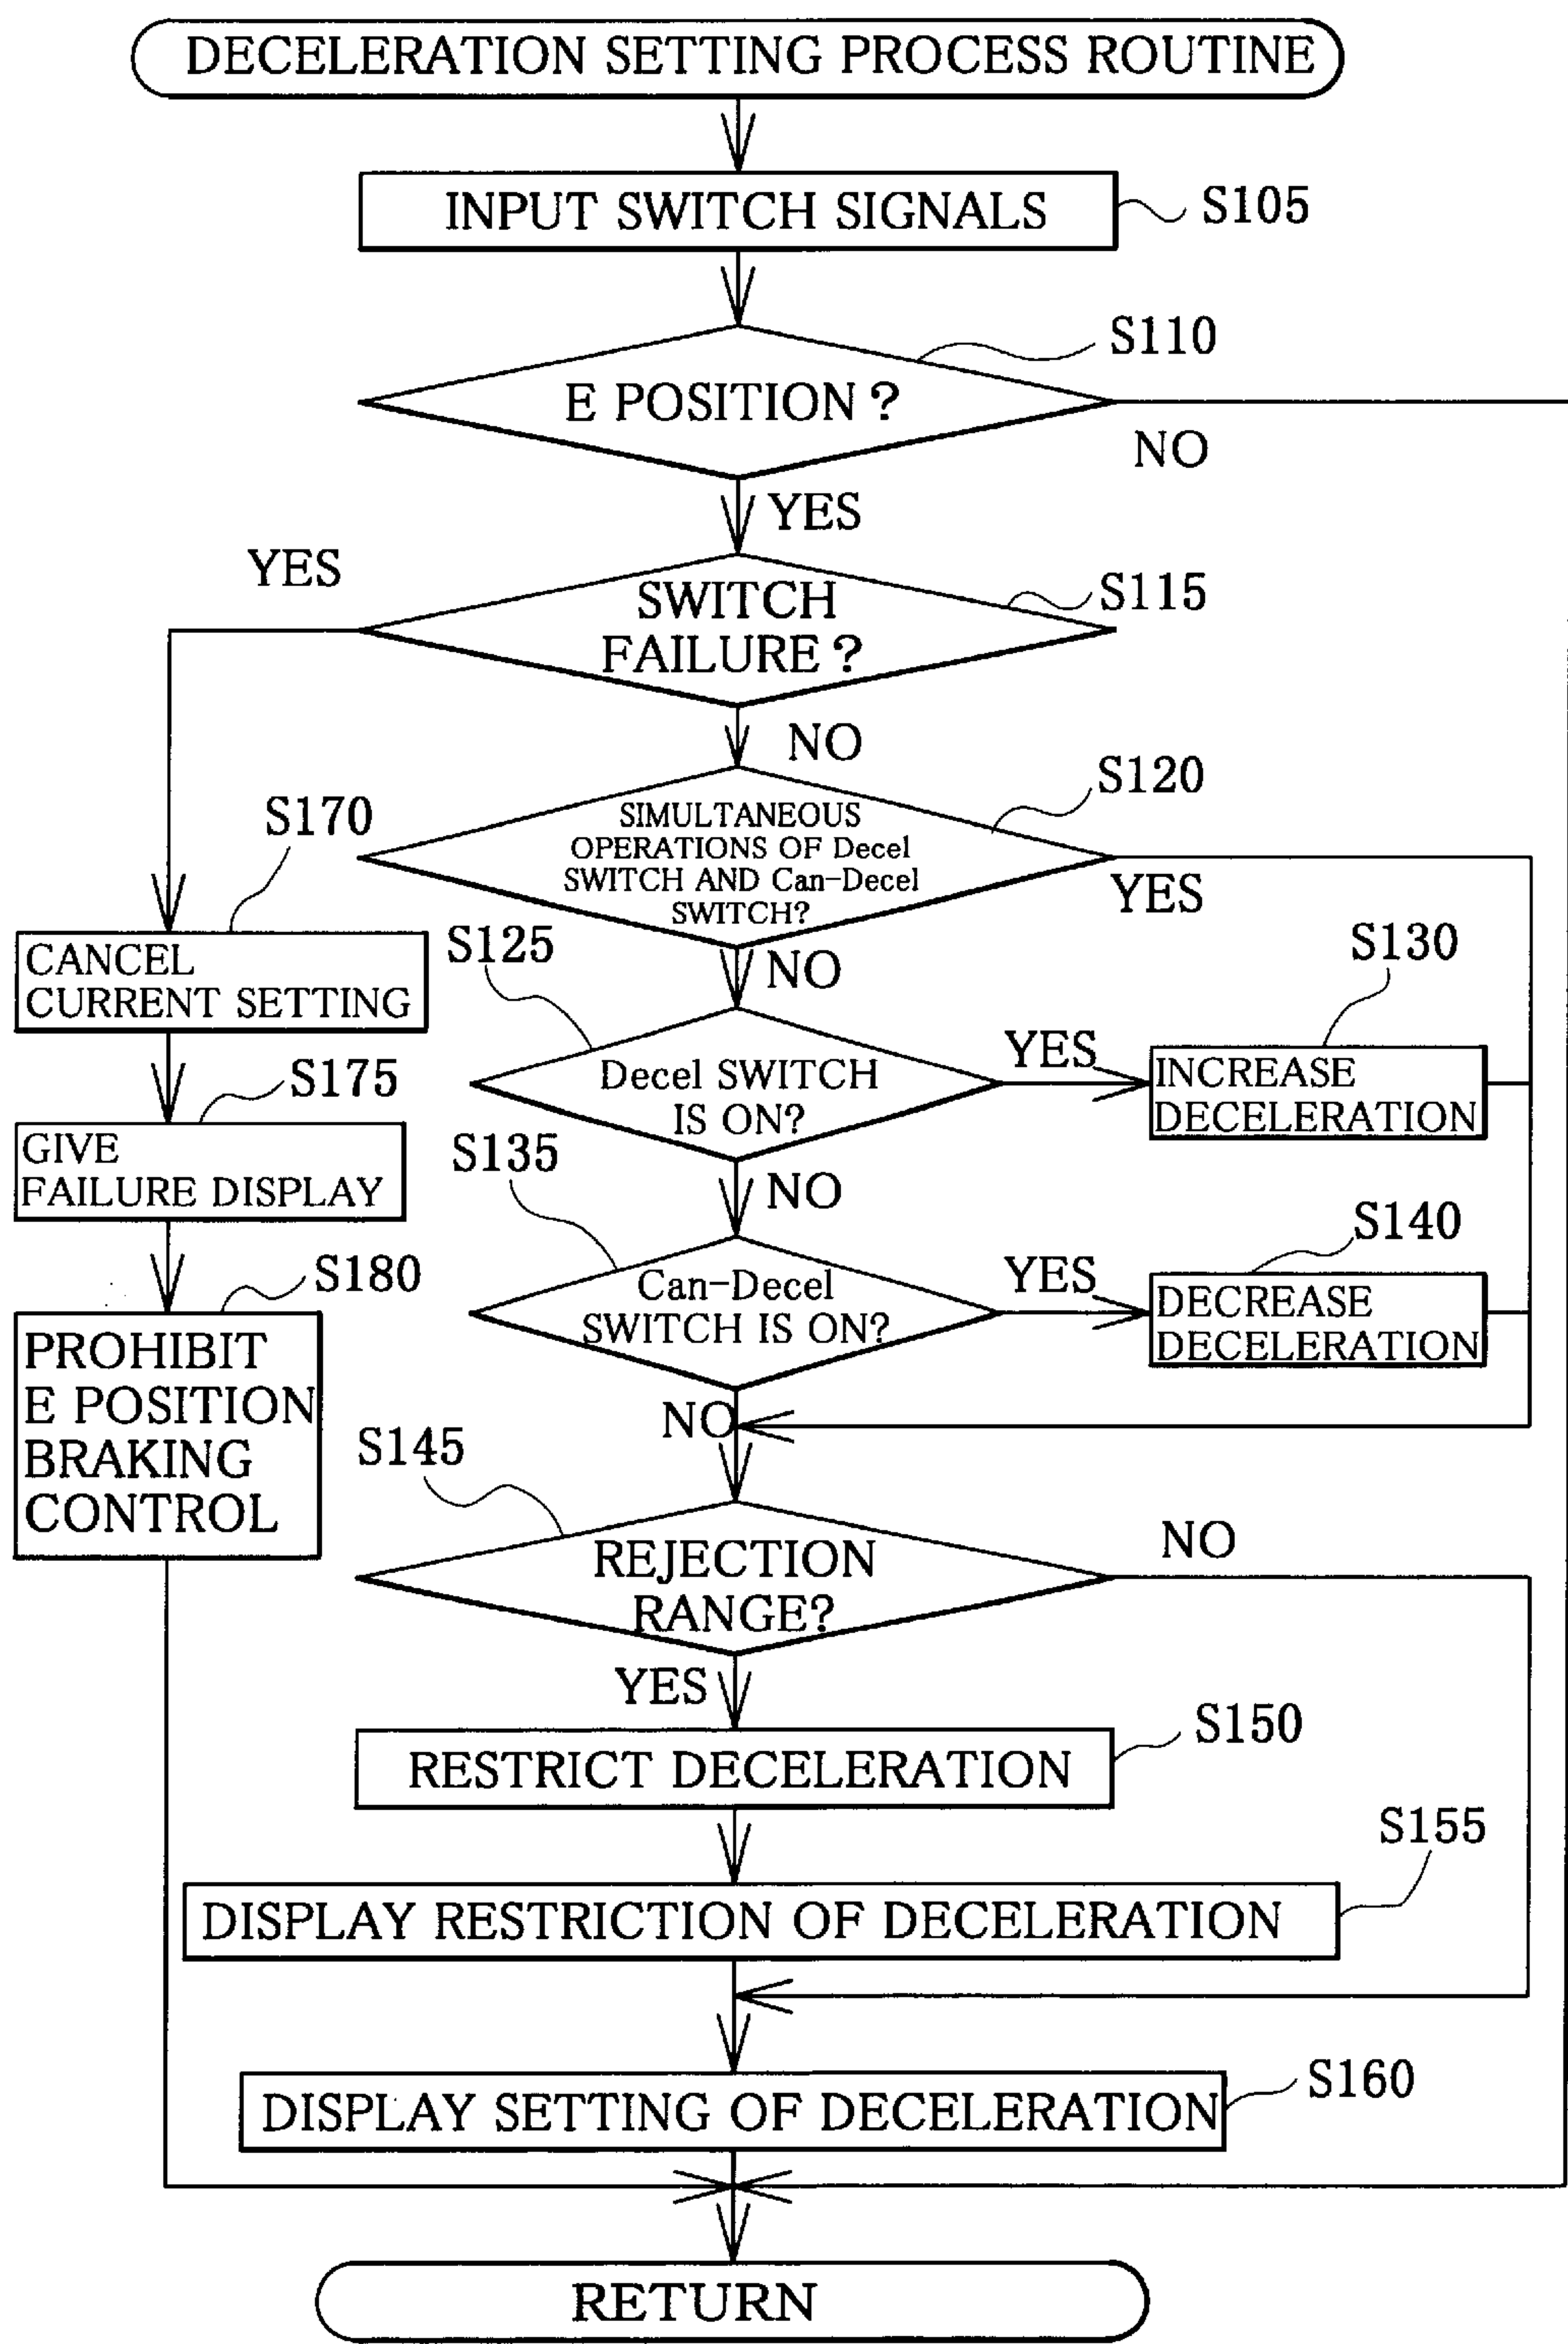 DECELERATION SETTING PROCESS ROUTINE
INPUT SWITCH SIGNALS
S105
S110
E POSITION ?
NO
YES
YES
S115
SWITCH
FAILURE ?
NO
S120
SIMULTANEOUS
OPERATIONS OF Decel
SWITCH AND Can-Decel
SWITCH?
YES
S170
CANCEL
CURRENT SETTING
S125
NO
S130
Decel SWITCH
IS ON?
YES
INCREASE
DECELERATION
S175
GIVE
FAILURE DISPLAY
S135
NO
S140
Can-Decel
SWITCH IS ON?
YES
DECREASE
DECELERATION
S180
PROHIBIT
E POSITION
BRAKING
CONTROL
NO
S145
REJECTION
RANGE?
NO
YES
S150
RESTRICT DECELERATION
S155
DISPLAY RESTRICTION OF DECELERATION
S160
DISPLAY SETTING OF DECELERATION
RETURN